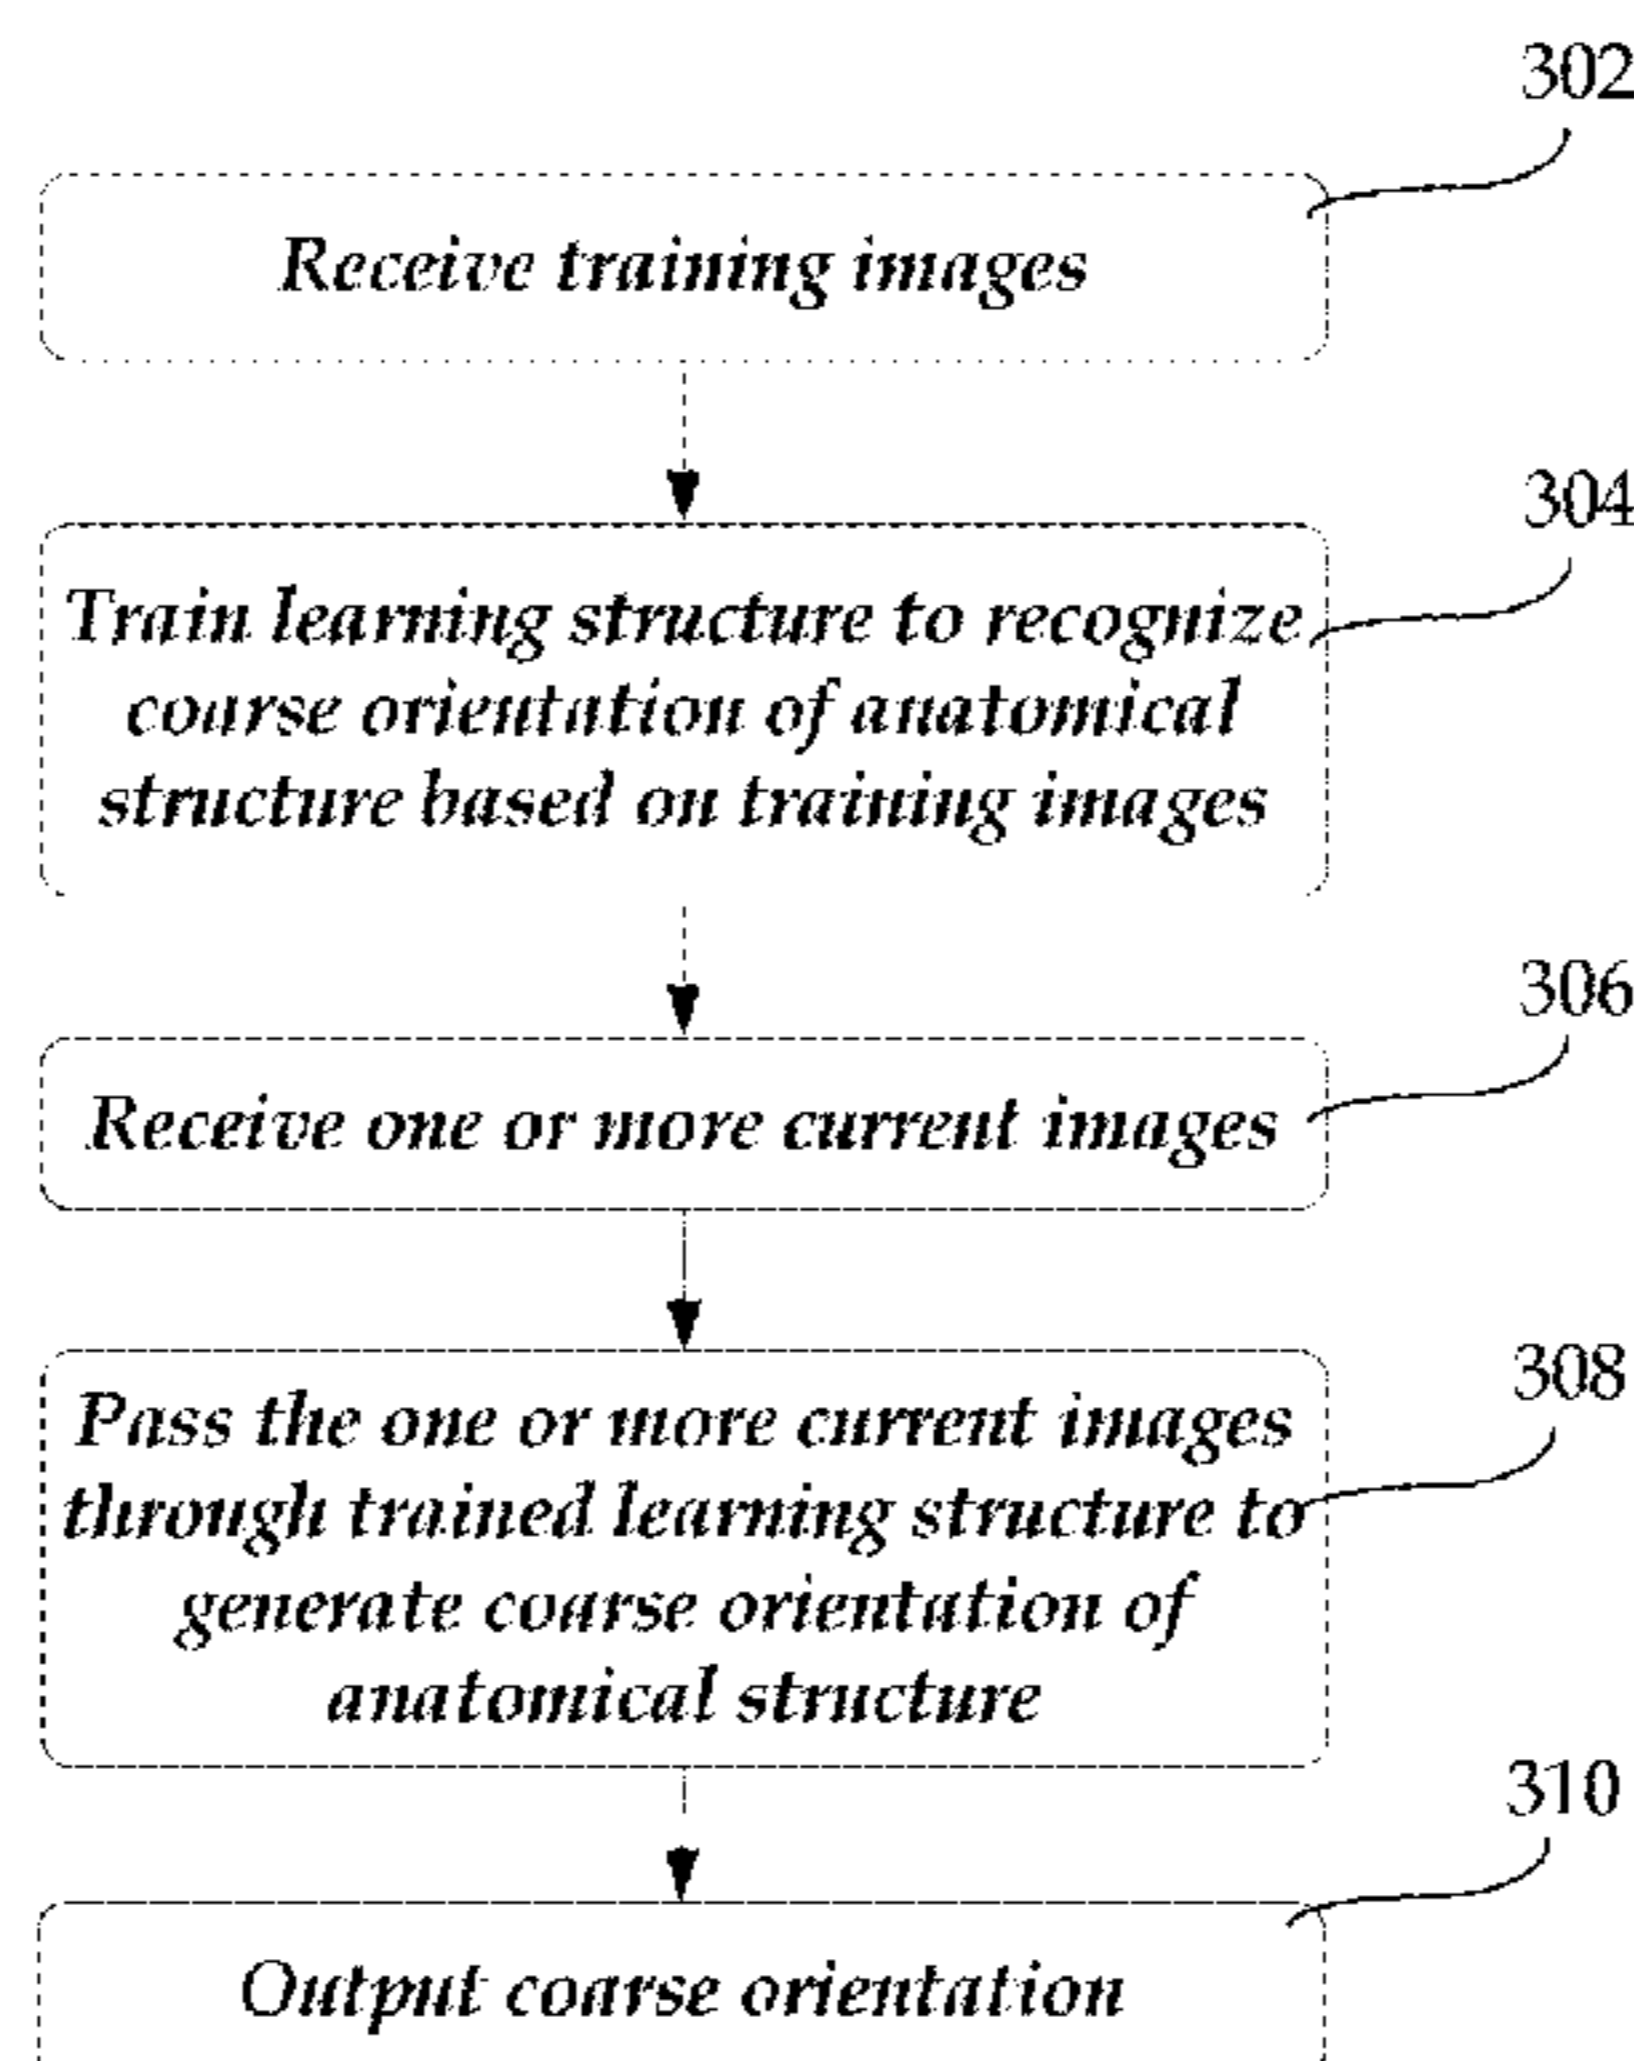 302
Receive training images
304
Train learning structure to recognize
coarse orientation of anatomical
structure based on training images
306
Receive one or more current images
308
Pass the one or more current images
through trained learning structure to
generate coarse orientation of
anatomical structure
310
Output coarse orientation